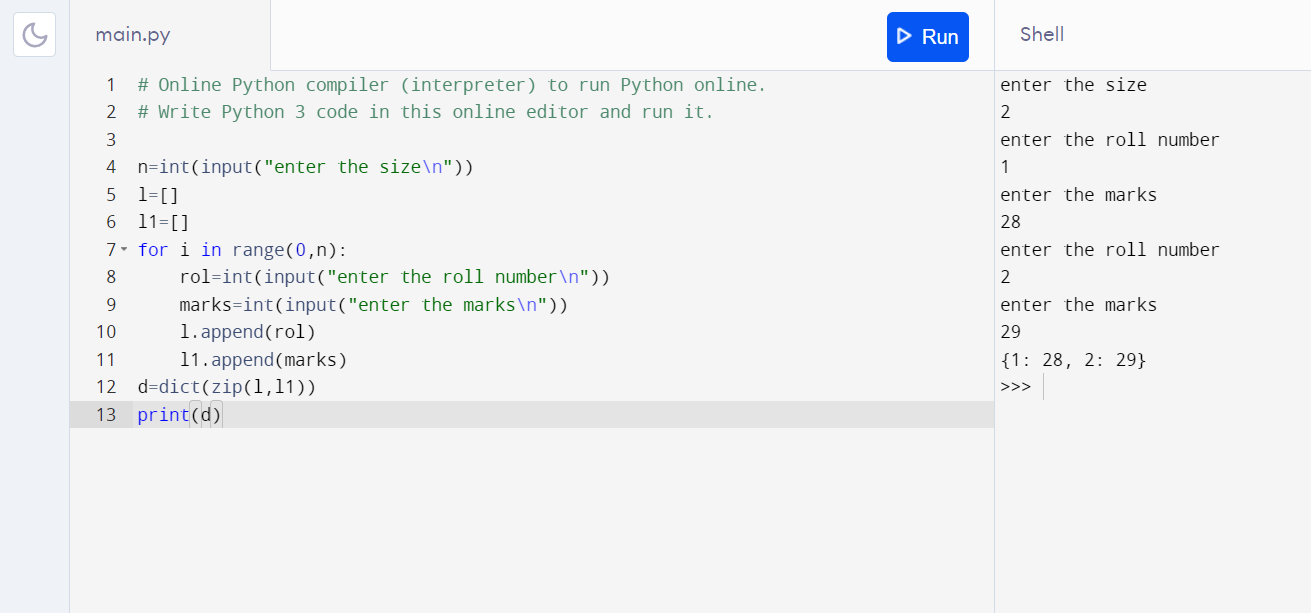 main.py
Run
Shell
1 # Online Python compiler (interpreter) to run Python online.
2 # Write Python 3 code in this online editor and run it.
3
4 n=int(input("enter the size\n"))
5 l=[]
6 l1=[]
7 for i in range(0,n):
8     rol=int(input("enter the roll number\n"))
9     marks=int(input("enter the marks\n"))
10     l.append(rol)
11     l1.append(marks)
12 d=dict(zip(l,l1))
13 print(d)
enter the size
2
enter the roll number
1
enter the marks
28
enter the roll number
2
enter the marks
29
{1: 28, 2: 29}
>>>